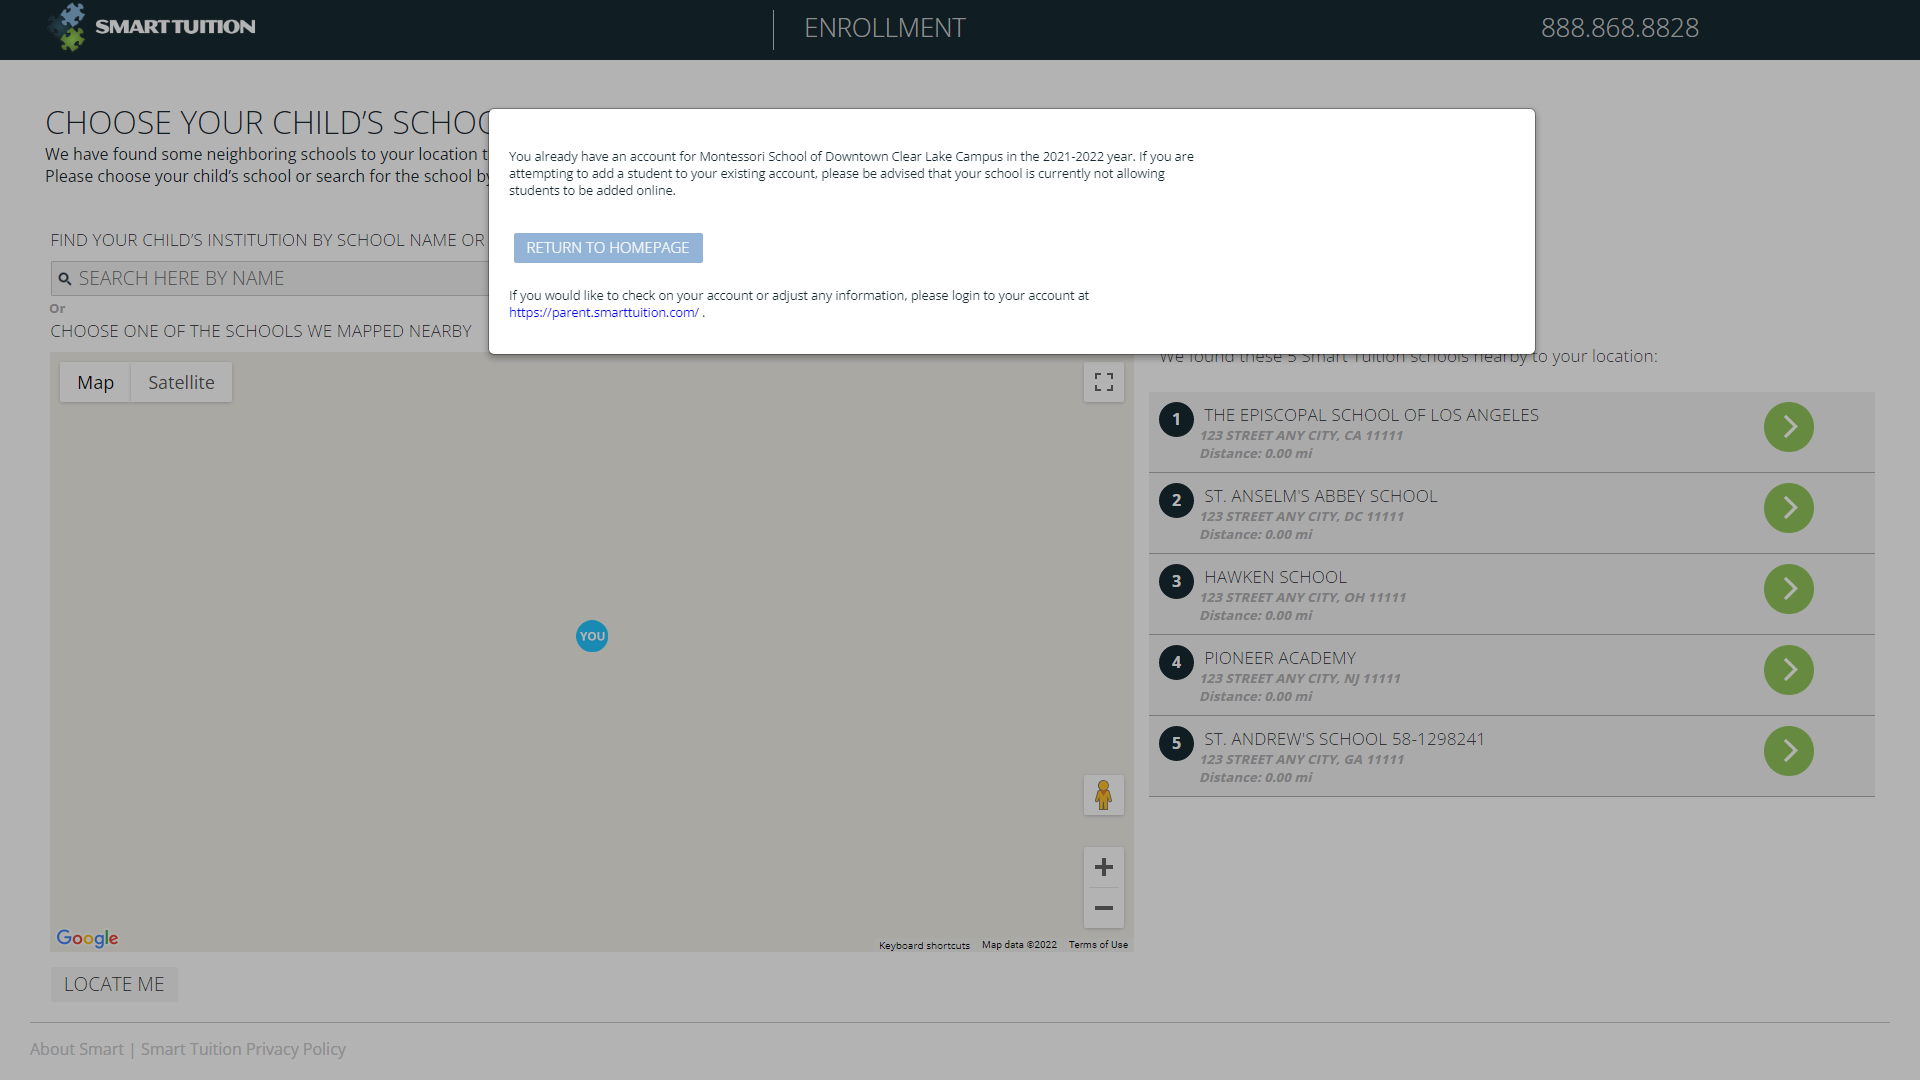 SMART TUITION
ENROLLMENT
888.868.8828
CHOOSE YOUR CHILD'S SCHOO
We have found some neighboring schools to your location t
Please choose your child's school or search for the school by
FIND YOUR CHILD'S INSTITUTION BY SCHOOL NAME OR
SEARCH HERE BY NAME
Or
CHOOSE ONE OF THE SCHOOLS WE MAPPED NEARBY
You already have an account for Montessori School of Downtown Clear Lake Campus in the 2021-2022 year. If you are
attempting to add a student to your existing account, please be advised that your school is currently not allowing
students to be added online.
RETURN TO HOMEPAGE
If you would like to check on your account or adjust any information, please login to your account at
https://parent.smarttuition.com/ .
Map
Satellite
YOU
Google
Keyboard shortcuts
Map data ©2022
Terms of Use
We found these 5 Smart Tuition schools nearby to your location:
1 THE EPISCOPAL SCHOOL OF LOS ANGELES
123 STREET ANY CITY, CA 11111
Distance: 0.00 mi
2 ST. ANSELM'S ABBEY SCHOOL
123 STREET ANY CITY, DC 11111
Distance: 0.00 mi
3 HAWKEN SCHOOL
123 STREET ANY CITY, OH 11111
Distance: 0.00 mi
4 PIONEER ACADEMY
123 STREET ANY CITY, NJ 11111
Distance: 0.00 mi
5 ST. ANDREW'S SCHOOL 58-1298241
123 STREET ANY CITY, GA 11111
Distance: 0.00 mi
LOCATE ME
About Smart | Smart Tuition Privacy Policy